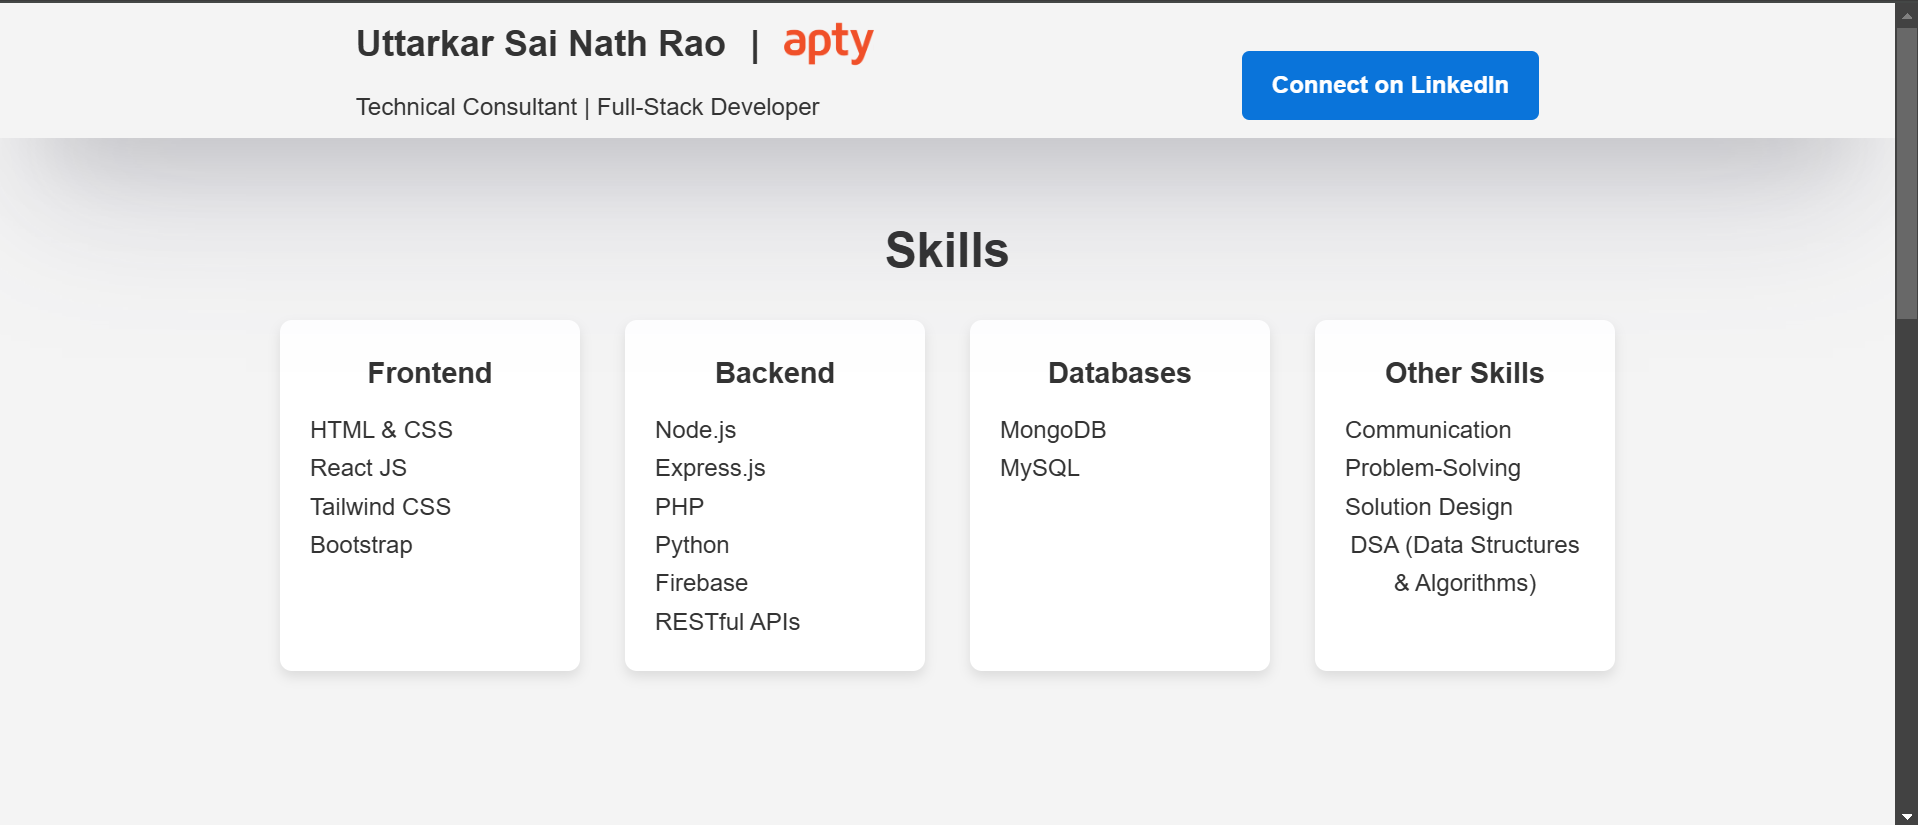 Uttarkar Sai Nath Rao | apty
Technical Consultant | Full-Stack Developer
Connect on LinkedIn
Skills
Frontend
HTML & CSS
React JS
Tailwind CSS
Bootstrap
Backend
Node.js
Express.js
PHP
Python
Firebase
RESTful APIs
Databases
MongoDB
MySQL
Other Skills
Communication
Problem-Solving
Solution Design
DSA (Data Structures
& Algorithms)